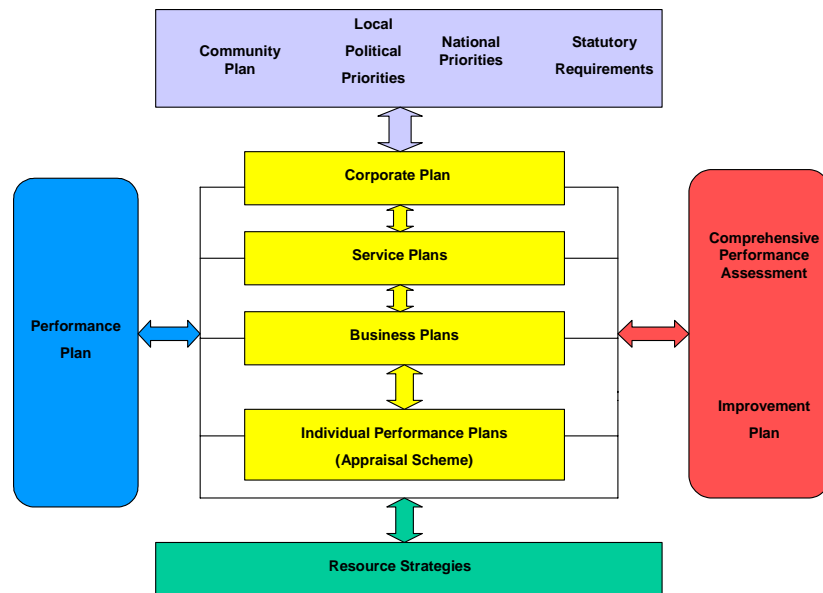 Community
Plan
Local
Political
Priorities
National
Priorities
Statutory
Requirements
Corporate Plan
Service Plans
Business Plans
Individual Performance Plans
(Appraisal Scheme)
Performance
Plan
Comprehensive
Performance
Assessment
Improvement
Plan
Resource Strategies